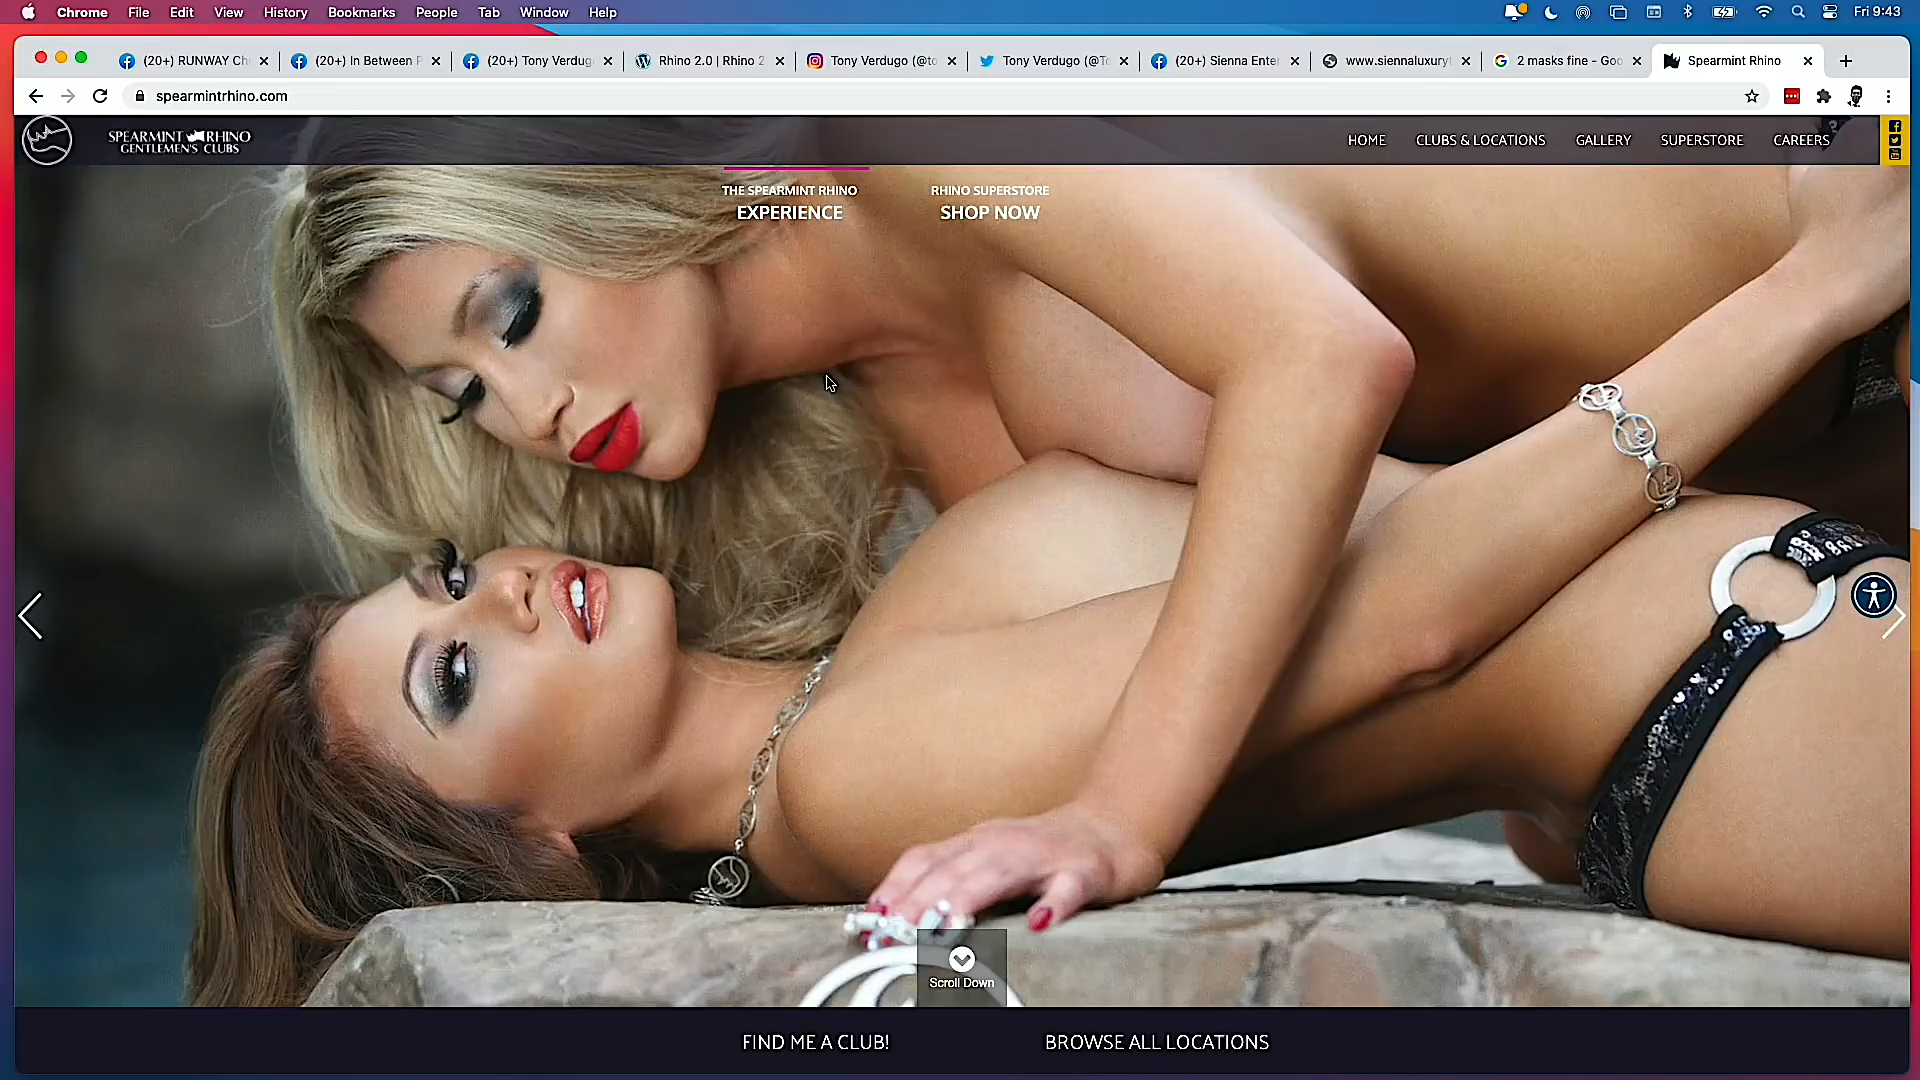 Chrome File Edit View History Bookmarks People Tab Window Help
Fri 9:43
(20+) RUNWAY Ch
(20+) In Between P
(20+) Tony Verdug
Rhino 2.0 | Rhino 2
Tony Verdugo (@to
Tony Verdugo (@To
(20+) Sienna Enter
www.siennaluxuryt
2 masks fine - Goo
Spearmint Rhino
spearmintrhino.com
SPEARMINT RHINO
GENTLEMEN'S CLUBS
HOME
CLUBS & LOCATIONS
GALLERY
SUPERSTORE
CAREERS
THE SPEARMINT RHINO
EXPERIENCE
RHINO SUPERSTORE
SHOP NOW
Scroll Down
FIND ME A CLUB!
BROWSE ALL LOCATIONS